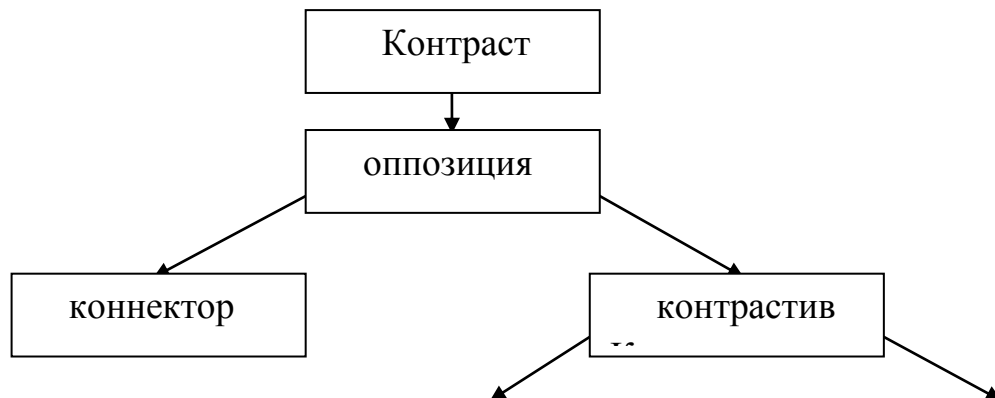 Контраст
оппозиция
коннектор
контрастив